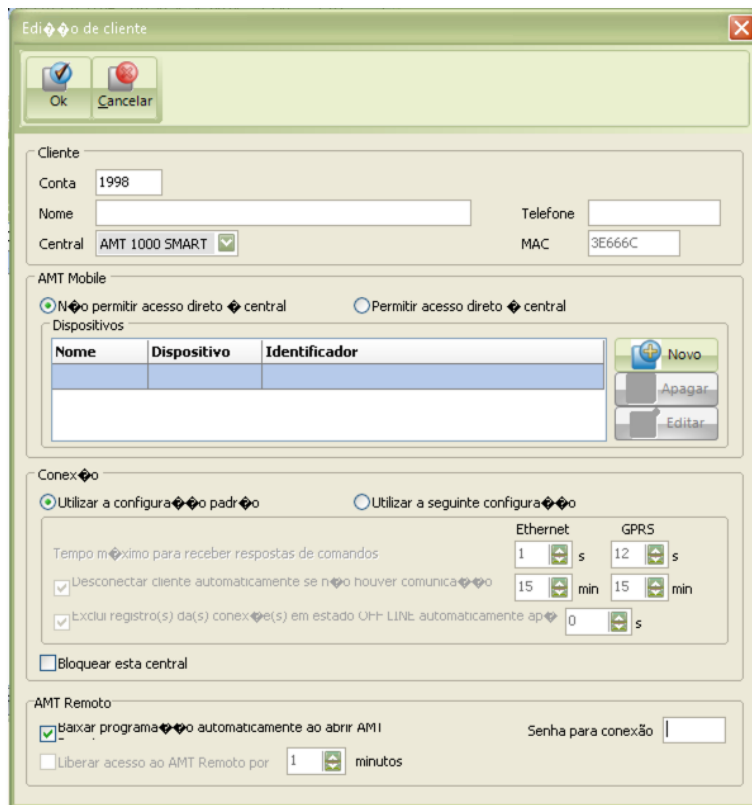 Edi��o de cliente
Ok Cancelar
Cliente
Conta 1998
Nome Telefone
Central AMT 1000 SMART MAC 3E666C
AMT Mobile
N�o permitir acesso direto � central Permitir acesso direto � central
Dispositivos
Nome Dispositivo Identificador
Novo
Apagar
Editar
Conex�o
Utilizar a configura��o padr�o Utilizar a seguinte configura��o
Ethernet GPRS
Tempo m�ximo para receber respostas de comandos 1 s 12 s
Desconectar cliente automaticamente se n�o houver comunica��o 15 min 15 min
Exclui registro(s) da(s) conex�e(s) em estado OFF LINE automaticamente ap� 0 s
Bloquear esta central
AMT Remoto
Baixar programa��o automaticamente ao abrir AMT Senha para conexão
Liberar acesso ao AMT Remoto por 1 minutos